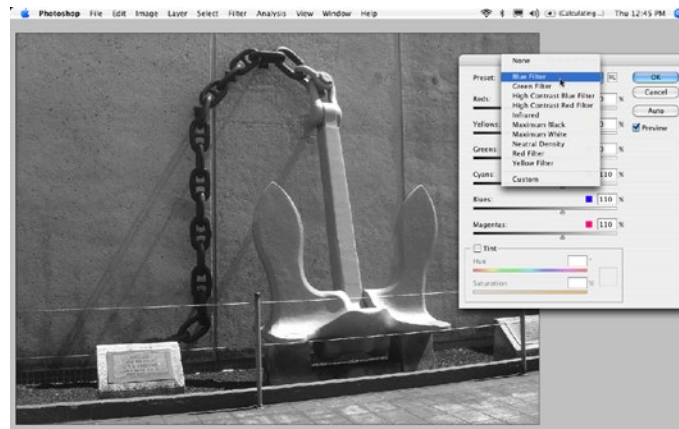 Photoshop File Edit Image Layer Select Filter Analysis View Window Help (Calculating...) Thu 12:45 PM
None
Preset: Blue Filter OK
Green Filter
High Contrast Blue Filter Cancel
Reds: High Contrast Red Filter %
Infrared Auto
Yellows: Maximum Black % Preview
Maximum White
Neutral Density
Greens: Red Filter %
Yellow Filter
Cyans: 110 %
Custom
Blues: 110 %
Magentas: 110 %
Tint
Hue °
Saturation %